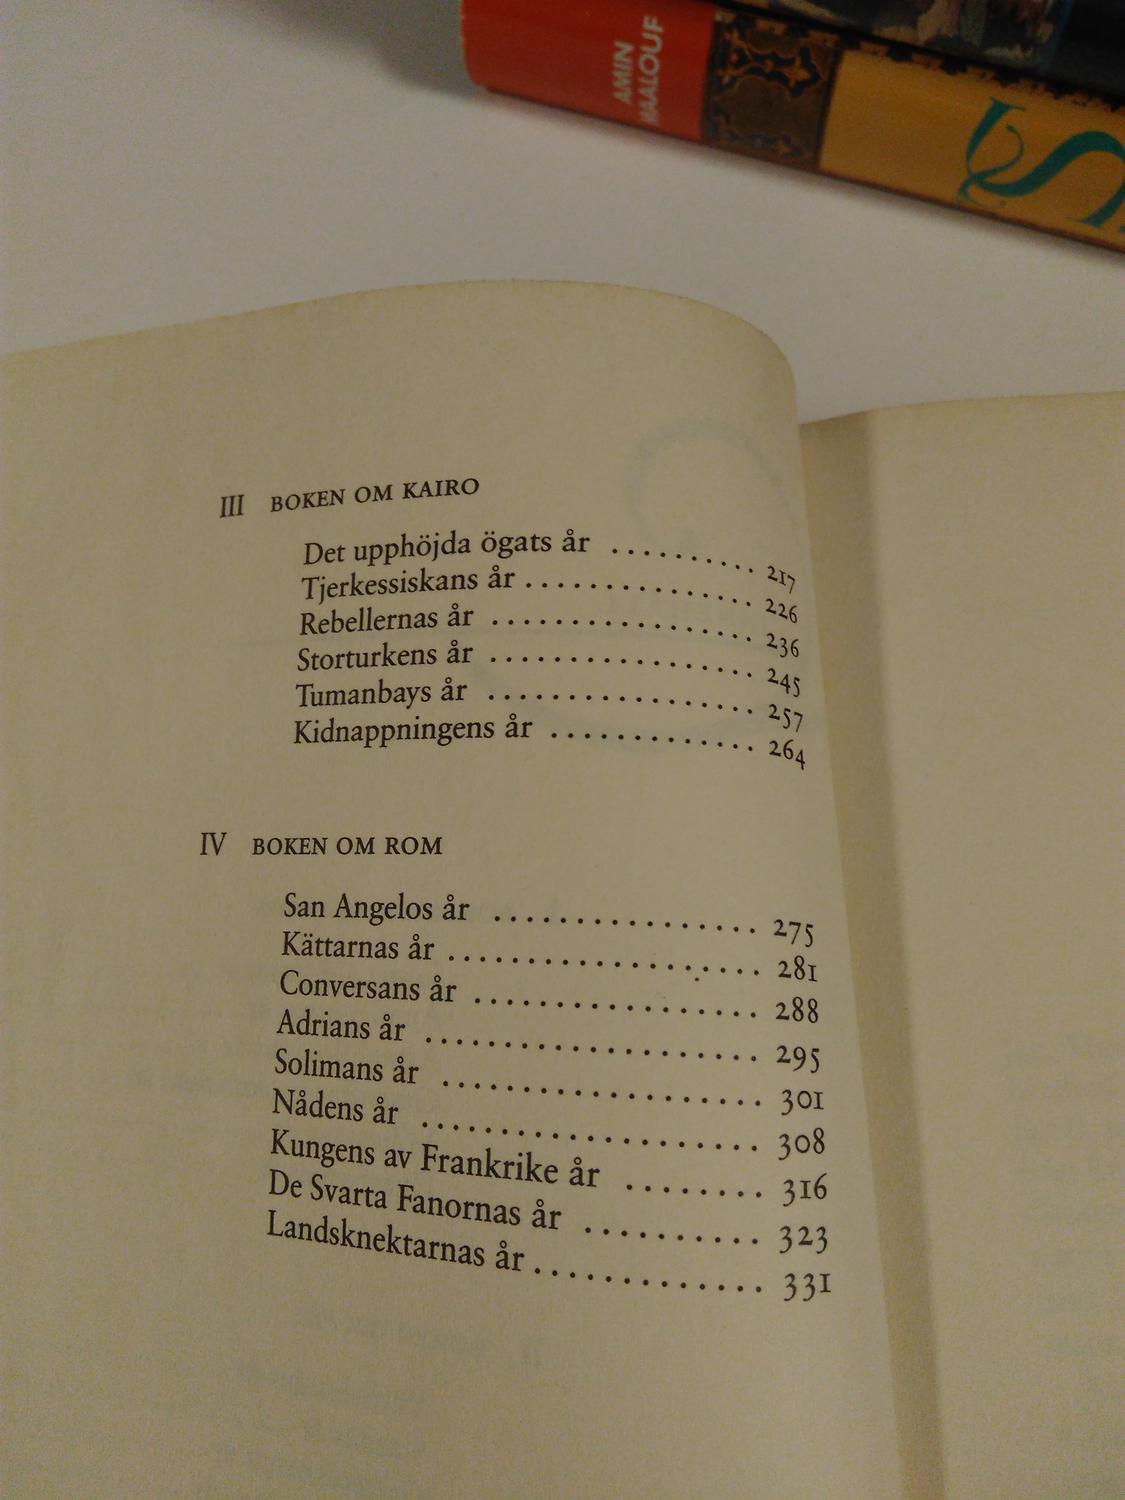 AMIN
MAALOUF
III BOKEN OM KAIRO
Det upphöjda ögats år .......... 217
Tjerkessiskans år ............... 226
Rebellernas år ................. 236
Storturkens år ................. 245
Tumanbays år ................. 257
Kidnappningens år ............. 264
IV BOKEN OM ROM
San Angelos år ................. 275
Kättarnas år .................... 281
Conversans år .................. 288
Adrians år ..................... 295
Solimans år .................... 301
Nådens år ...................... 308
Kungens av Frankrike år ......... 316
De Svarta Fanornas år ........... 323
Landsknektarnas år .............. 331